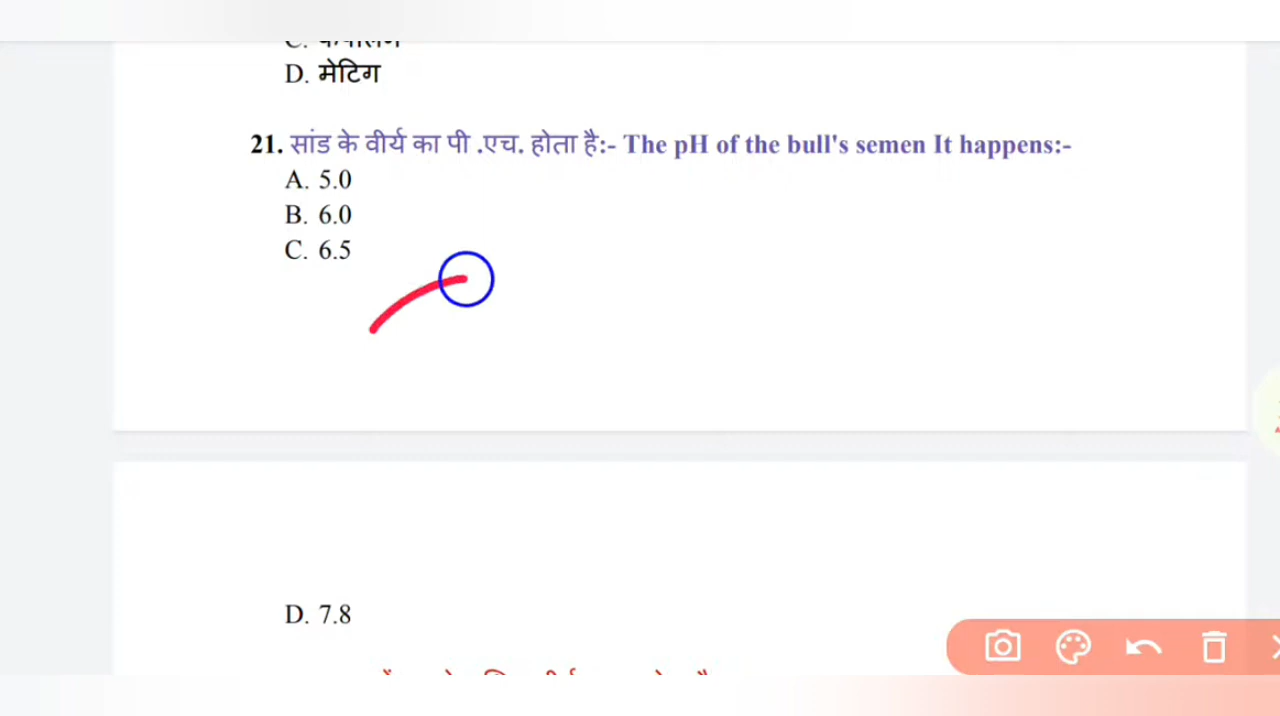 D. मेटिग
21. सांड के वीर्य का पी .एच. होता है:- The pH of the bull's semen It happens:-
A. 5.0
B. 6.0
C. 6.5
D. 7.8